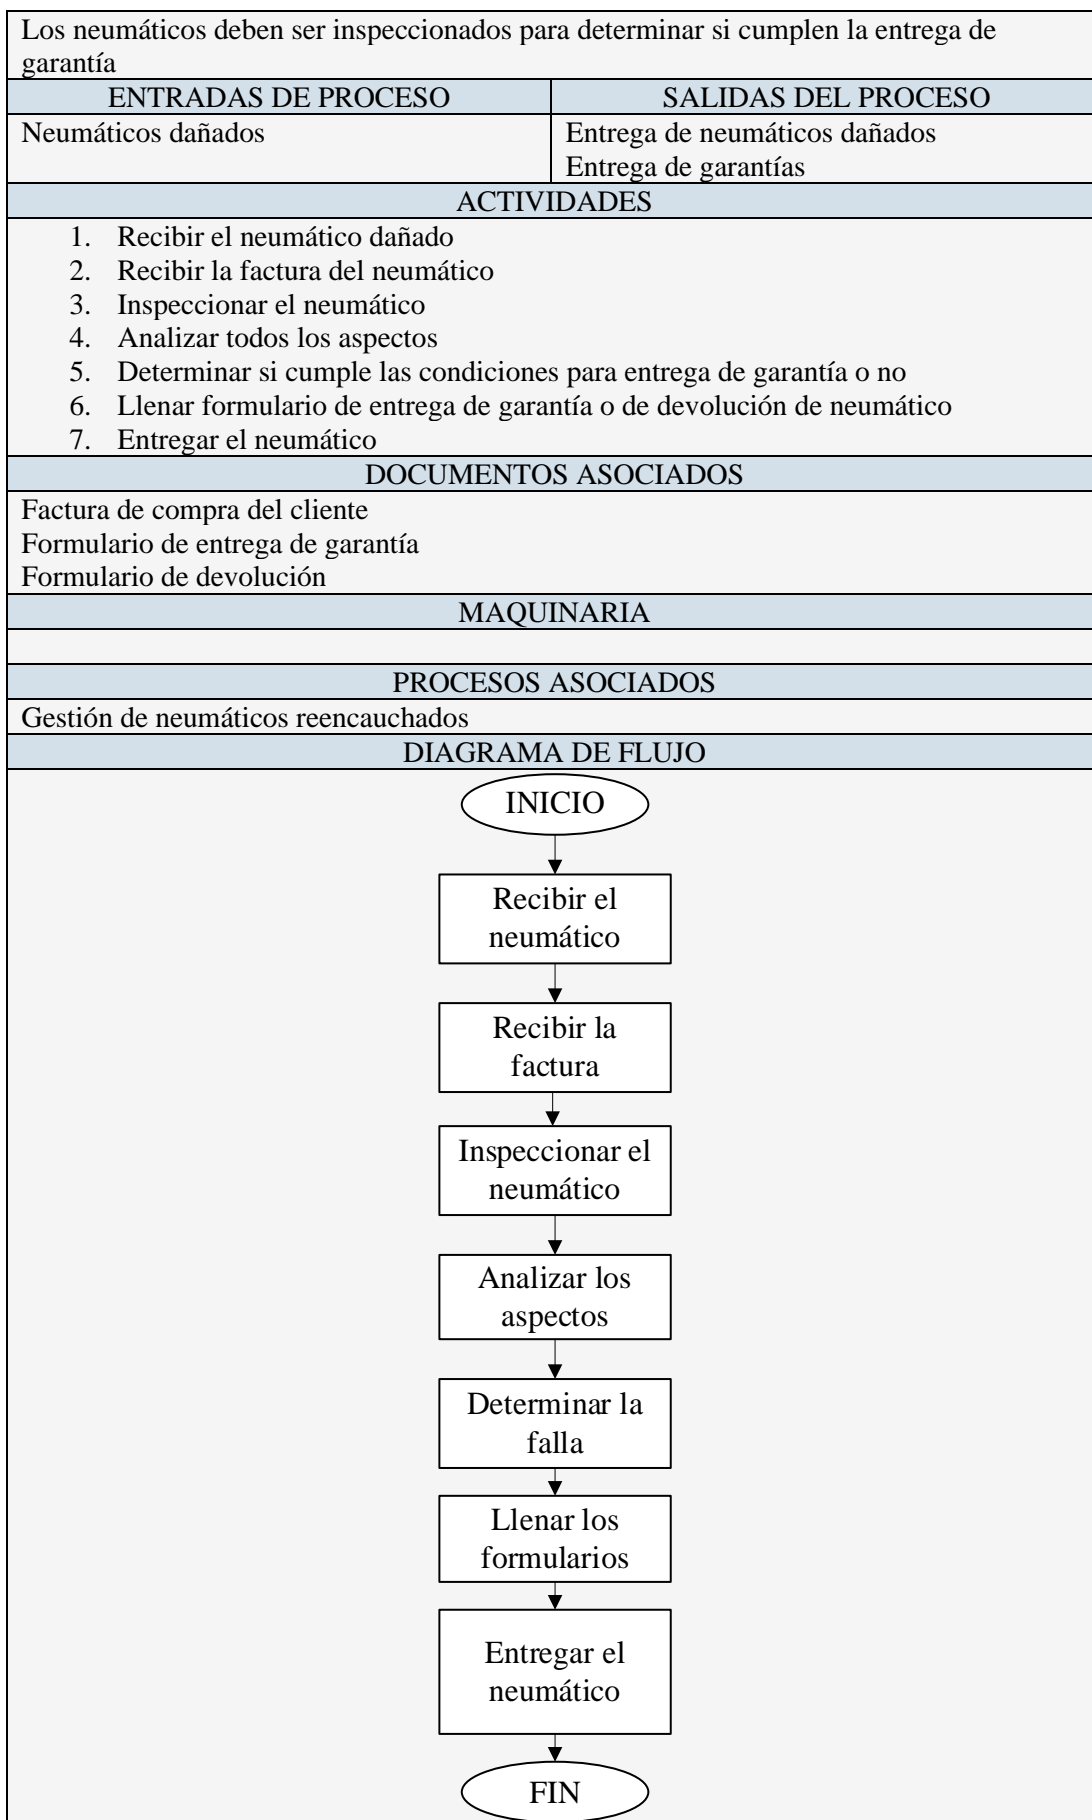 Los neumáticos deben ser inspeccionados para determinar si cumplen la entrega de
garantía
ENTRADAS DE PROCESO
SALIDAS DEL PROCESO
Neumáticos dañados
Entrega de neumáticos dañados
Entrega de garantías
ACTIVIDADES
1. Recibir el neumático dañado
2. Recibir la factura del neumático
3. Inspeccionar el neumático
4. Analizar todos los aspectos
5. Determinar si cumple las condiciones para entrega de garantía o no
6. Llenar formulario de entrega de garantía o de devolución de neumático
7. Entregar el neumático
DOCUMENTOS ASOCIADOS
Factura de compra del cliente
Formulario de entrega de garantía
Formulario de devolución
MAQUINARIA
PROCESOS ASOCIADOS
Gestión de neumáticos reencauchados
DIAGRAMA DE FLUJO
INICIO
Recibir el
neumático
Recibir la
factura
Inspeccionar el
neumático
Analizar los
aspectos
Determinar la
falla
Llenar los
formularios
Entregar el
neumático
FIN